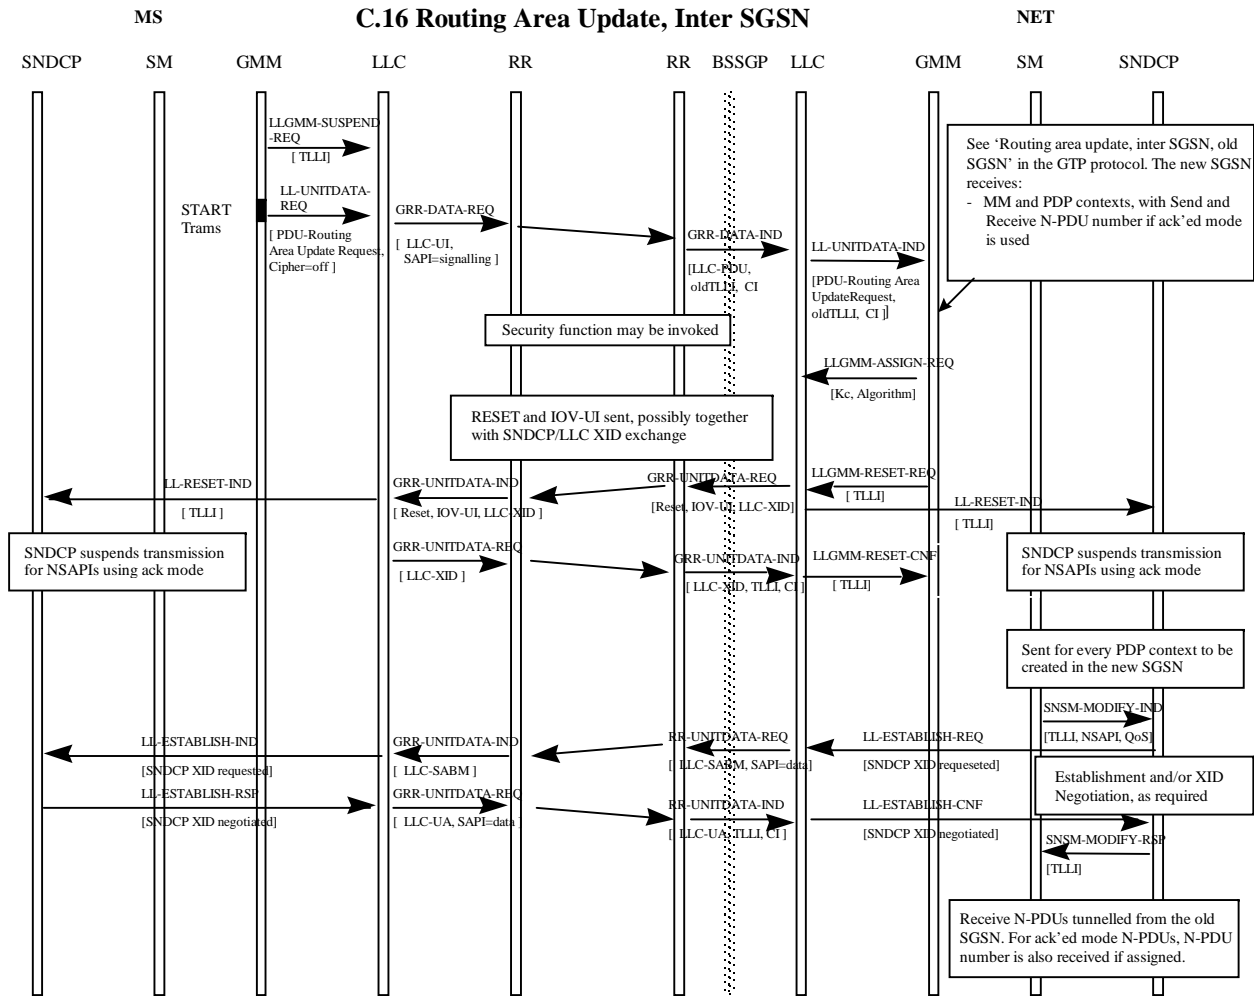 MS
C.16 Routing Area Update, Inter SGSN
NET
SNDCP
SM
GMM
LLC
RR
RR
BSSGP
LLC
GMM
SM
SNDCP
LLGMM-SUSPEND
-REQ
[ TLLI]
LL-UNITDATA-
REQ
START
Trams
[ PDU-Routing
Area Update Request,
Cipher=off ]
GRR-DATA-REQ
[ LLC-UI,
SAPI=signalling ]
GRR-DATA-IND
[LLC-PDU,
oldTLLI, CI
LL-UNITDATA-IND
[PDU-Routing Area
UpdateRequest,
oldTLLI, CI ]]
See ‘Routing area update, inter SGSN, old
SGSN’ in the GTP protocol. The new SGSN
receives:
- MM and PDP contexts, with Send and
Receive N-PDU number if ack’ed mode
is used
Security function may be invoked
LLGMM-ASSIGN-REQ
[Kc, Algorithm]
RESET and IOV-UI sent, possibly together
with SNDCP/LLC XID exchange
LL-RESET-IND
[ TLLI ]
GRR-UNITDATA-IND
[ Reset, IOV-UI, LLC-XID ]
GRR-UNITDATA-REQ
[Reset, IOV-UI, LLC-XID]
LLGMM-RESET-REQ
[ TLLI]
LL-RESET-IND
[ TLLI]
SNDCP suspends transmission
for NSAPIs using ack mode
GRR-UNITDATA-REQ
[ LLC-XID ]
GRR-UNITDATA-IND
[ LLC-XID, TLLI, CI ]
LLGMM-RESET-CNF
[ TLLI]
SNDCP suspends transmission
for NSAPIs using ack mode
Sent for every PDP context to be
created in the new SGSN
SNSM-MODIFY-IND
[TLLI, NSAPI, QoS]
LL-ESTABLISH-IND
[SNDCP XID requested]
GRR-UNITDATA-IND
[ LLC-SABM ]
RR-UNITDATA-REQ
[ LLC-SABM, SAPI=data]
LL-ESTABLISH-REQ
[SNDCP XID requeseted]
Establishment and/or XID
Negotiation, as required
LL-ESTABLISH-RSP
[SNDCP XID negotiated]
GRR-UNITDATA-REQ
[ LLC-UA, SAPI=data ]
RR-UNITDATA-IND
[ LLC-UA, TLLI, CI ]
LL-ESTABLISH-CNF
[SNDCP XID negotiated]
SNSM-MODIFY-RSP
[TLLI]
Receive N-PDUs tunnelled from the old
SGSN. For ack’ed mode N-PDUs, N-PDU
number is also received if assigned.